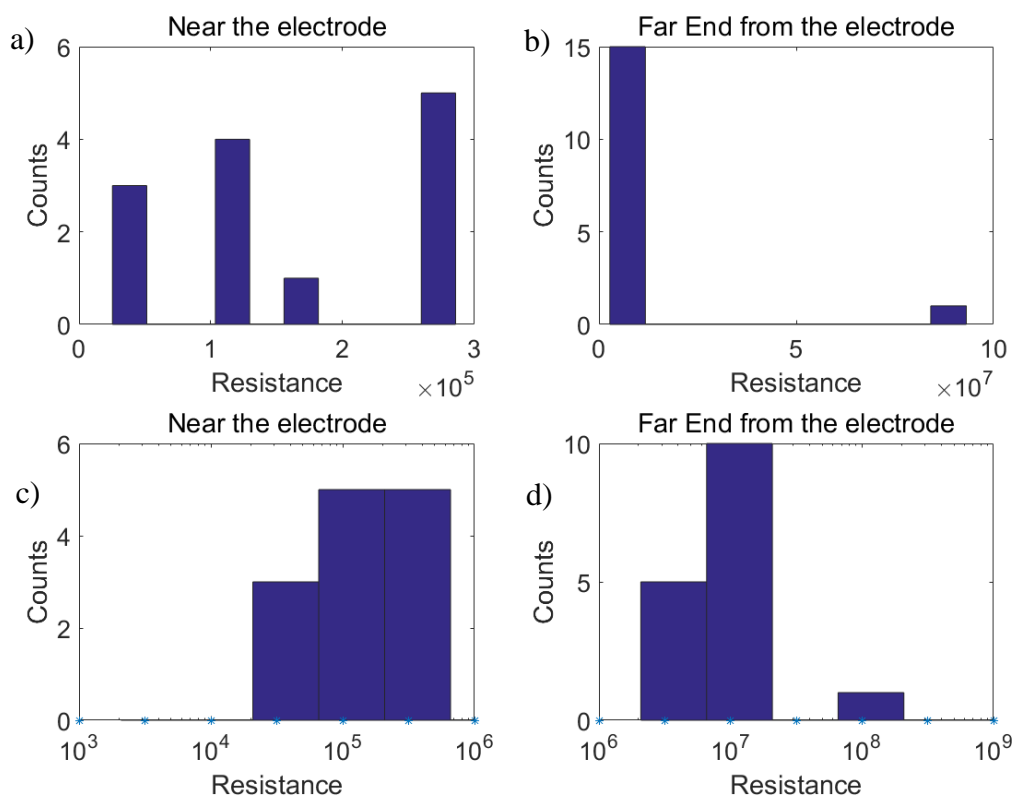 a)
Near the electrode
6
4
2
0
Counts
0 1 2 3
Resistance
×10^5
b)
Far End from the electrode
15
10
5
0
Counts
0 5 10
Resistance
×10^7
c)
Near the electrode
6
4
2
0
Counts
10^3 10^4 10^5 10^6
Resistance
d)
Far End from the electrode
10
5
0
Counts
10^6 10^7 10^8 10^9
Resistance